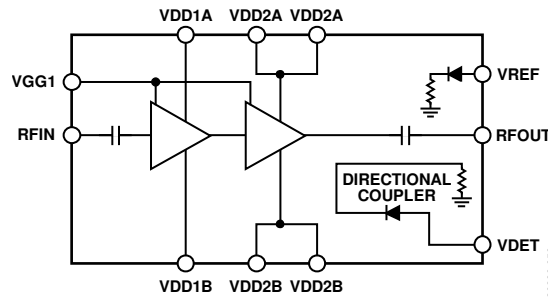 VDD1A VDD2A VDD2A
VGG1
VREF
RFIN
RFOUT
DIRECTIONAL
COUPLER
VDET
VDD1B VDD2B VDD2B